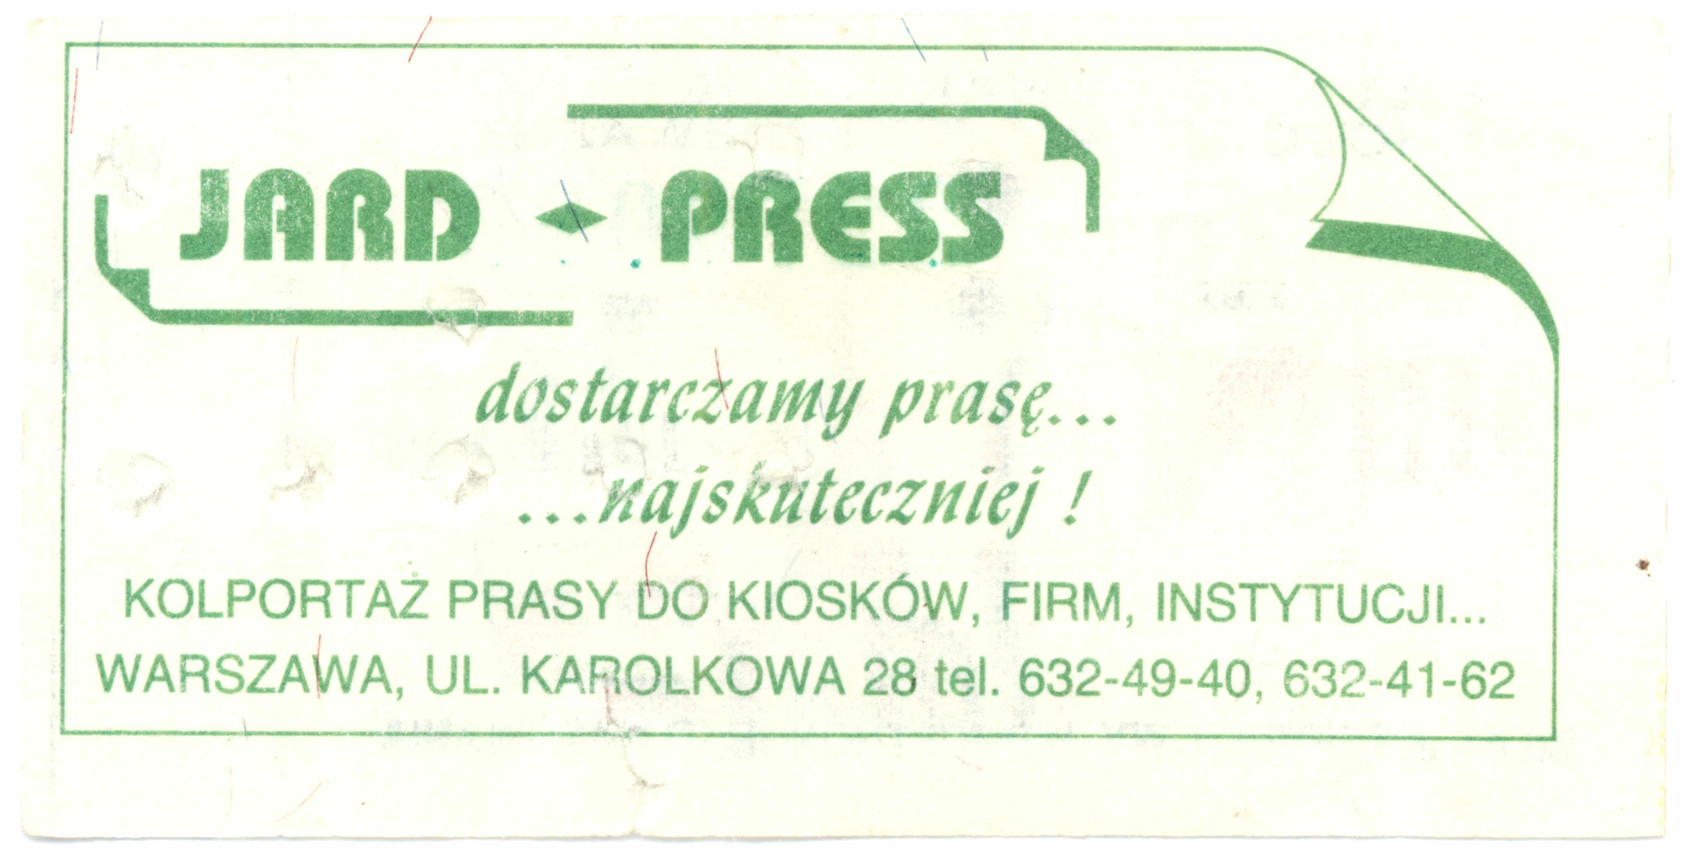 JARD PRESS
dostarczamy prasę...
...najskuteczniej !
KOLPORTAŻ PRASY DO KIOSKÓW, FIRM, INSTYTUCJI...
WARSZAWA, UL. KAROLKOWA 28 tel. 632-49-40, 632-41-62